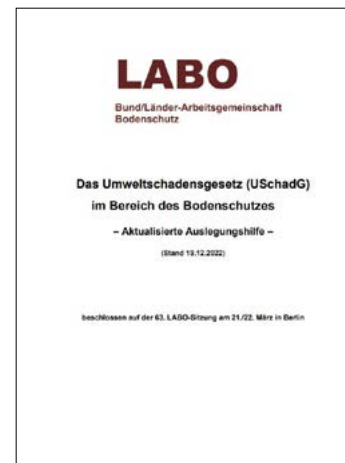 LABO
Bund/Länder-Arbeitsgemeinschaft
Bodenschutz
Das Umweltschadensgesetz (USchadG)
im Bereich des Bodenschutzes
– Aktualisierte Auslegungshilfe –
(Stand 13.12.2022)
beschlossen auf der 63. LABO-Sitzung am 21./22. März in Berlin